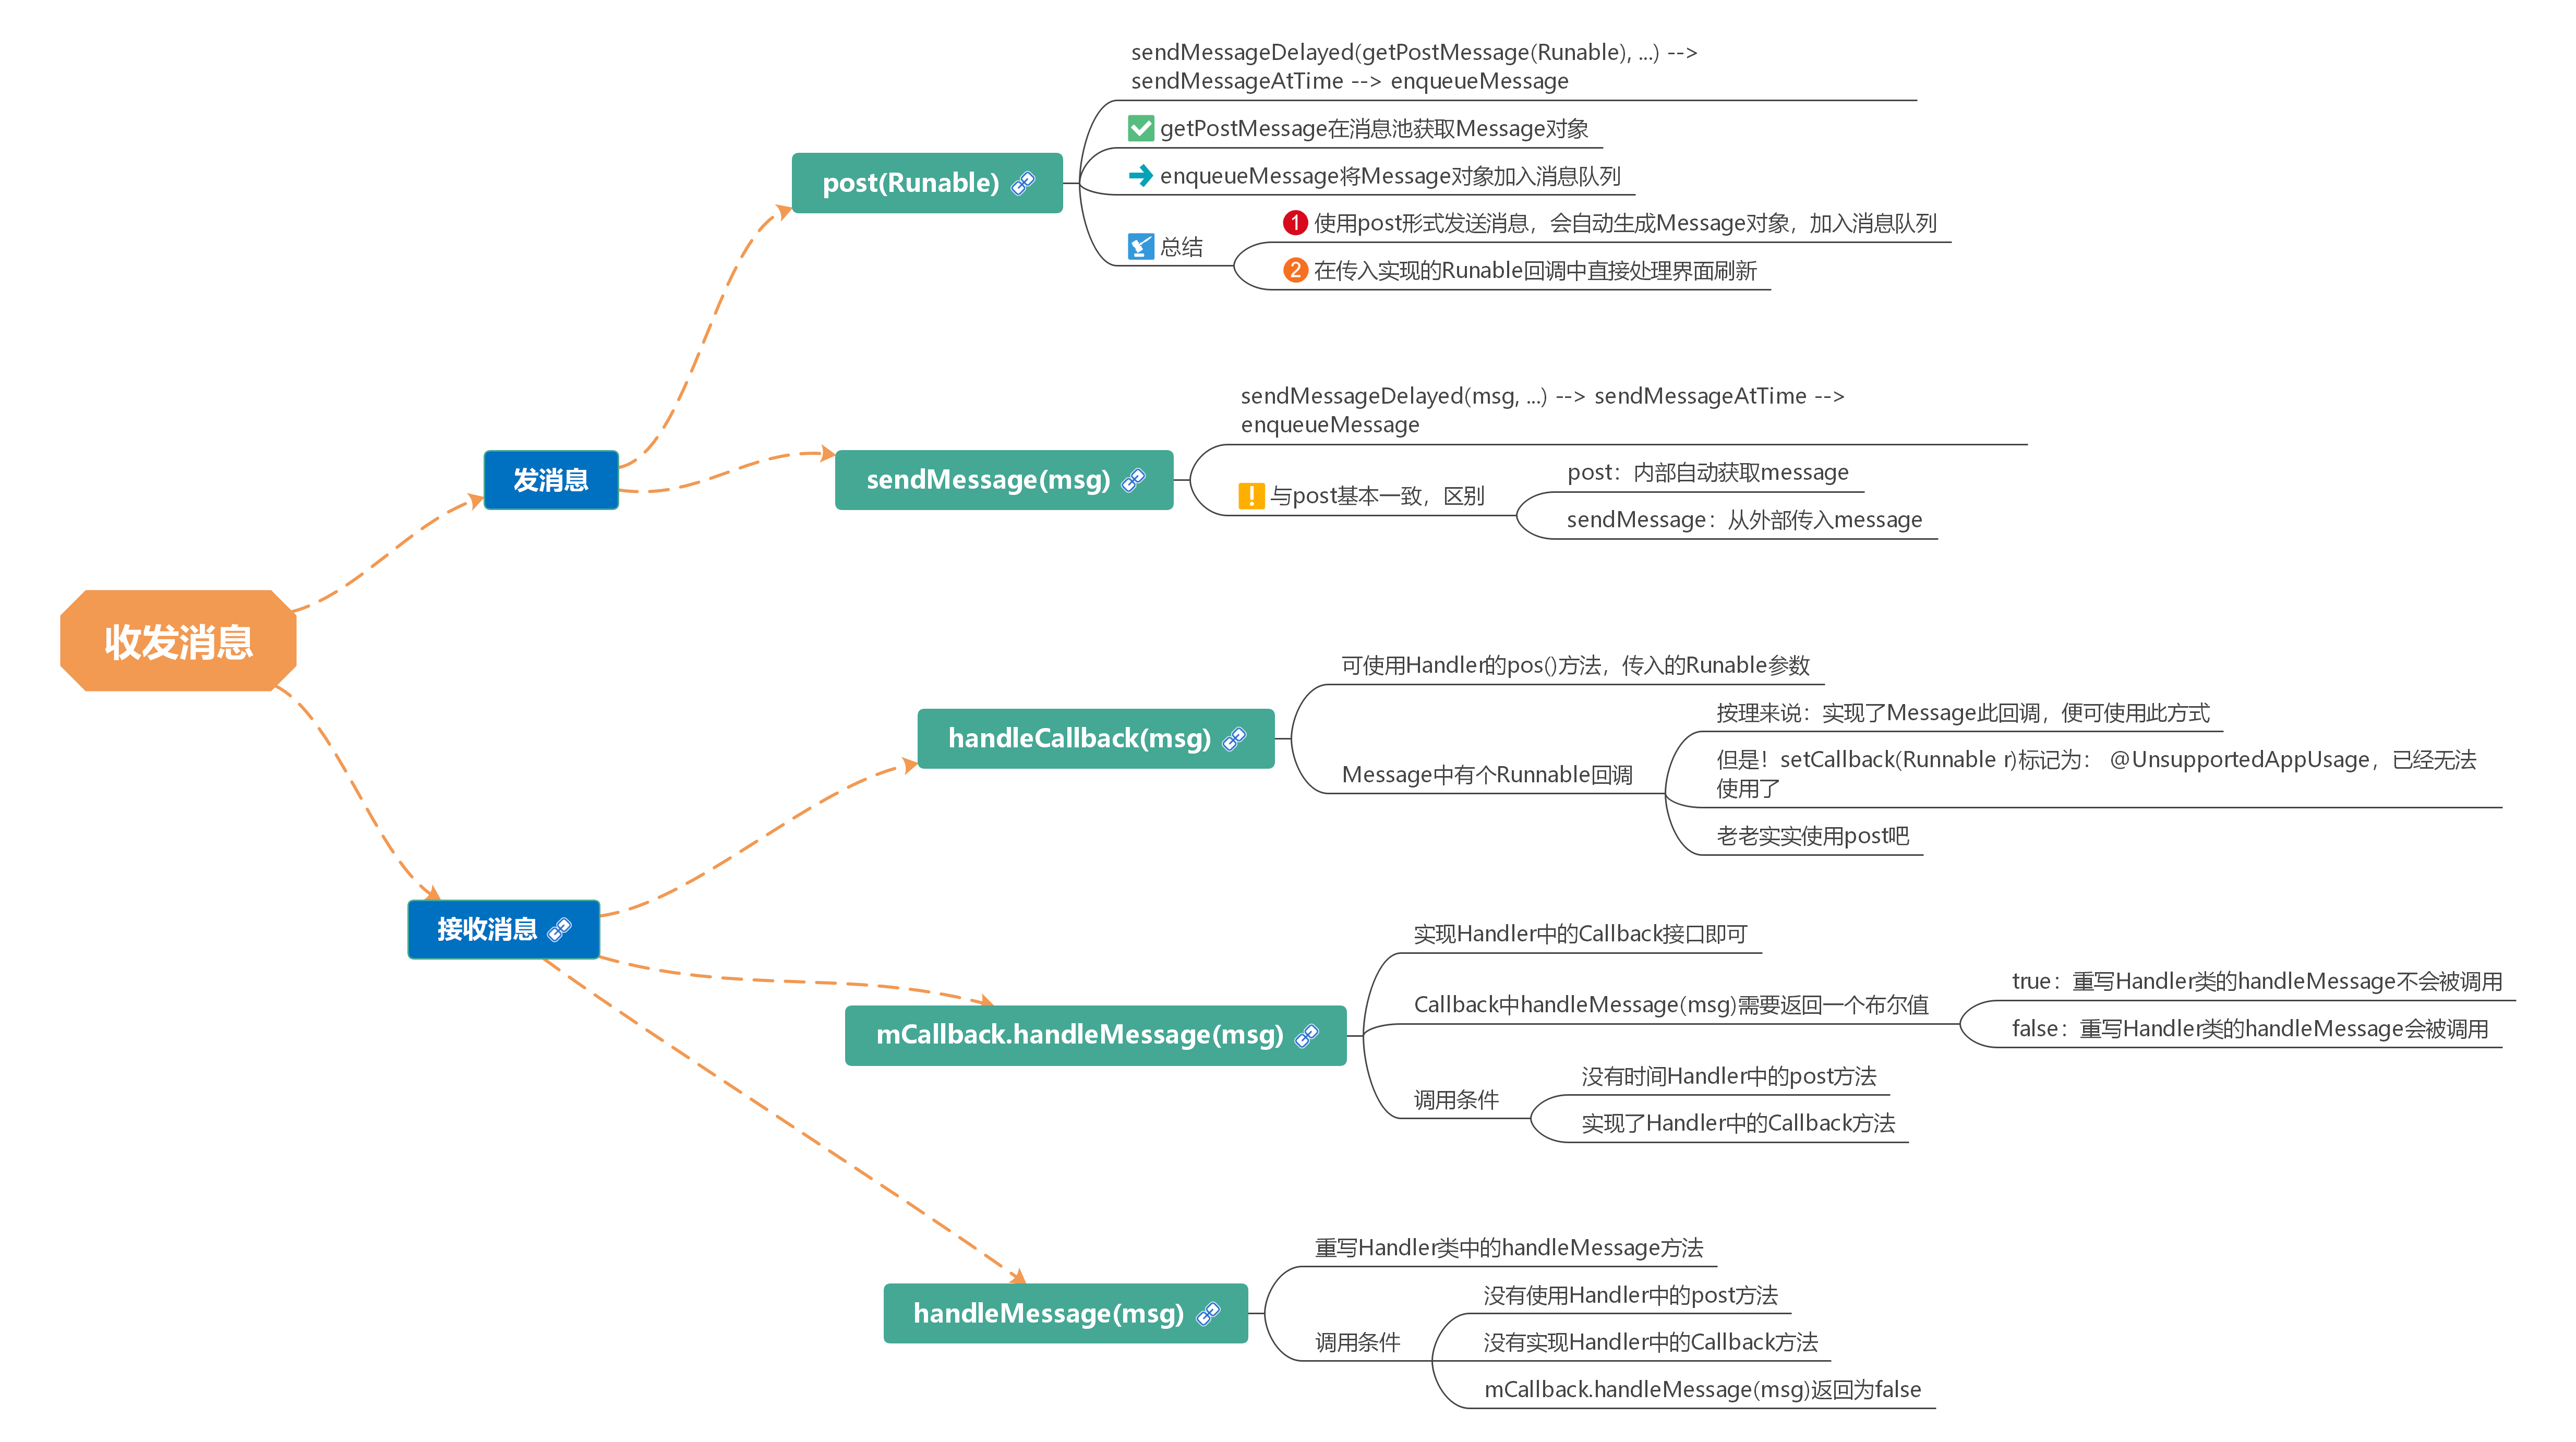 sendMessageDelayed(getPostMessage(Runable), ...) -->
sendMessageAtTime --> enqueueMessage
getPostMessage在消息池获取Message对象
post(Runable)
enqueueMessage将Message对象加入消息队列
1 使用post形式发送消息，会自动生成Message对象，加入消息队列
总结
2 在传入实现的Runable回调中直接处理界面刷新
sendMessageDelayed(msg, ...) --> sendMessageAtTime -->
enqueueMessage
发消息
sendMessage(msg)
post：内部自动获取message
与post基本一致，区别
sendMessage：从外部传入message
收发消息
可使用Handler的pos()方法，传入的Runable参数
handleCallback(msg)
按理来说：实现了Message此回调，便可使用此方式
Message中有个Runnable回调
但是！setCallback(Runnable r)标记为： @UnsupportedAppUsage，已经无法
使用了
老老实实使用post吧
接收消息
实现Handler中的Callback接口即可
mCallback.handleMessage(msg)
Callback中handleMessage(msg)需要返回一个布尔值
true：重写Handler类的handleMessage不会被调用
false：重写Handler类的handleMessage会被调用
调用条件
没有时间Handler中的post方法
实现了Handler中的Callback方法
重写Handler类中的handleMessage方法
handleMessage(msg)
调用条件
没有使用Handler中的post方法
没有实现Handler中的Callback方法
mCallback.handleMessage(msg)返回为false